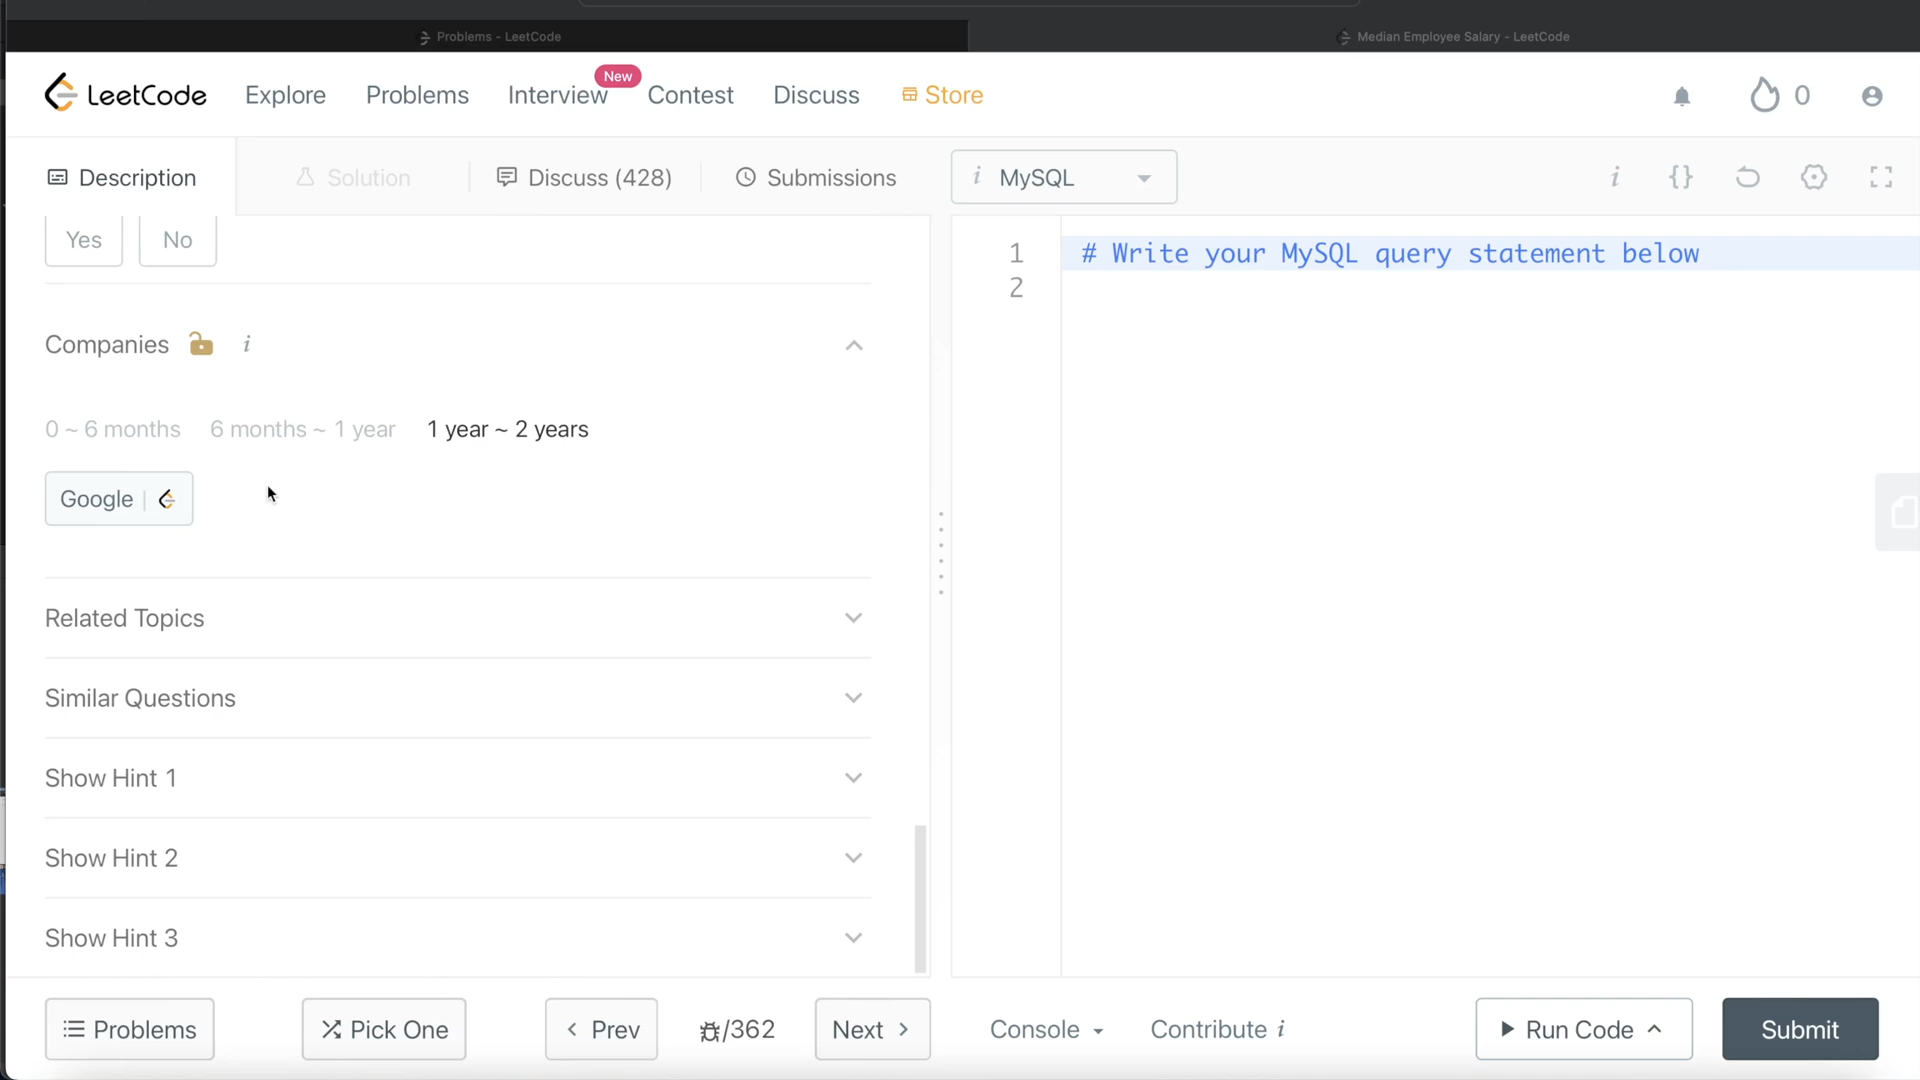 Problems - LeetCode
Median Employee Salary - LeetCode
LeetCode
Explore
Problems
Interview
New
Contest
Discuss
Store
0
Description
Solution
Discuss (428)
Submissions
i MySQL
i
{}
Yes
No
1 # Write your MySQL query statement below
2
Companies i
0 ~ 6 months 6 months ~ 1 year 1 year ~ 2 years
Google
Related Topics
Similar Questions
Show Hint 1
Show Hint 2
Show Hint 3
Problems
Pick One
< Prev
/362
Next >
Console
Contribute i
Run Code
Submit